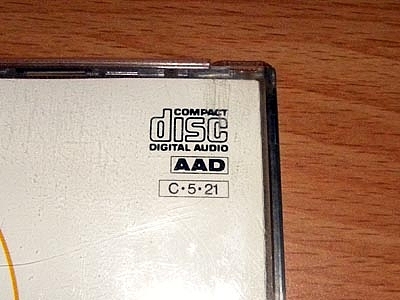 COMPACT
disc
DIGITAL AUDIO
AAD
C·5·21